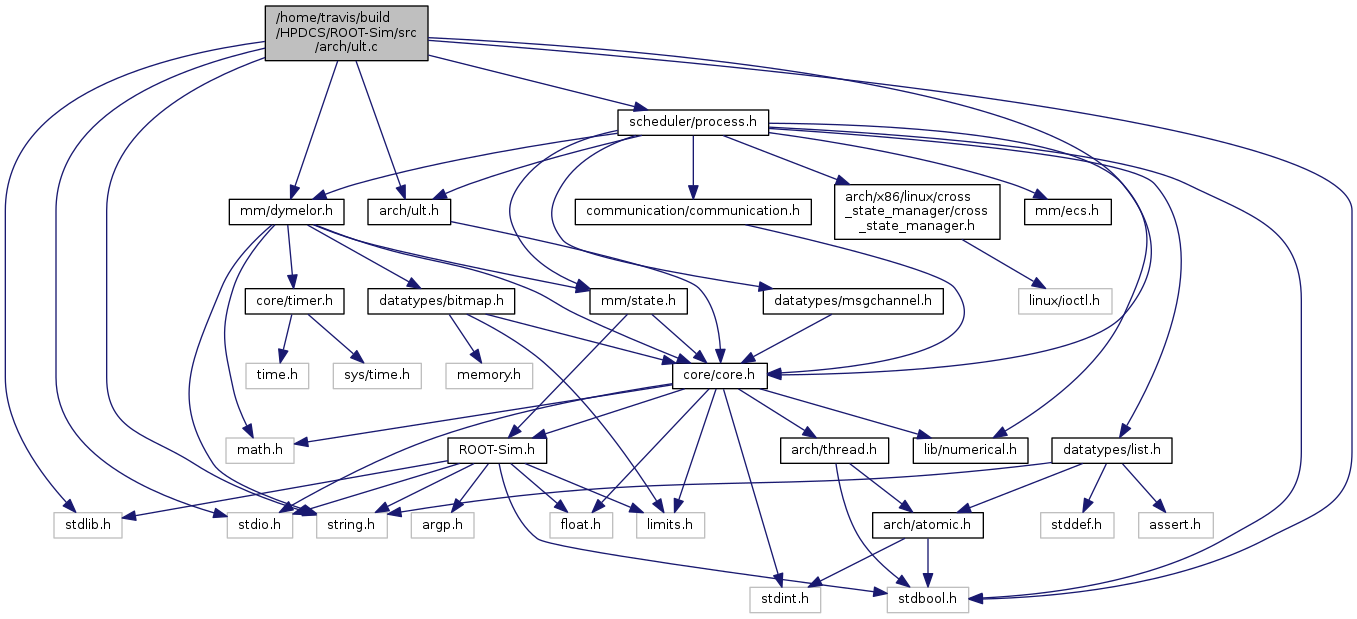 /home/travis/build
/HPDCS/ROOT-Sim/src
/arch/ult.c
scheduler/process.h
mm/dymelor.h
arch/ult.h
communication/communication.h
arch/x86/linux/cross
_state_manager/cross
_state_manager.h
mm/ecs.h
core/timer.h
datatypes/bitmap.h
mm/state.h
datatypes/msgchannel.h
linux/ioctl.h
time.h
sys/time.h
memory.h
core/core.h
math.h
ROOT-Sim.h
arch/thread.h
lib/numerical.h
datatypes/list.h
stdlib.h
stdio.h
string.h
argp.h
float.h
limits.h
arch/atomic.h
stddef.h
assert.h
stdint.h
stdbool.h